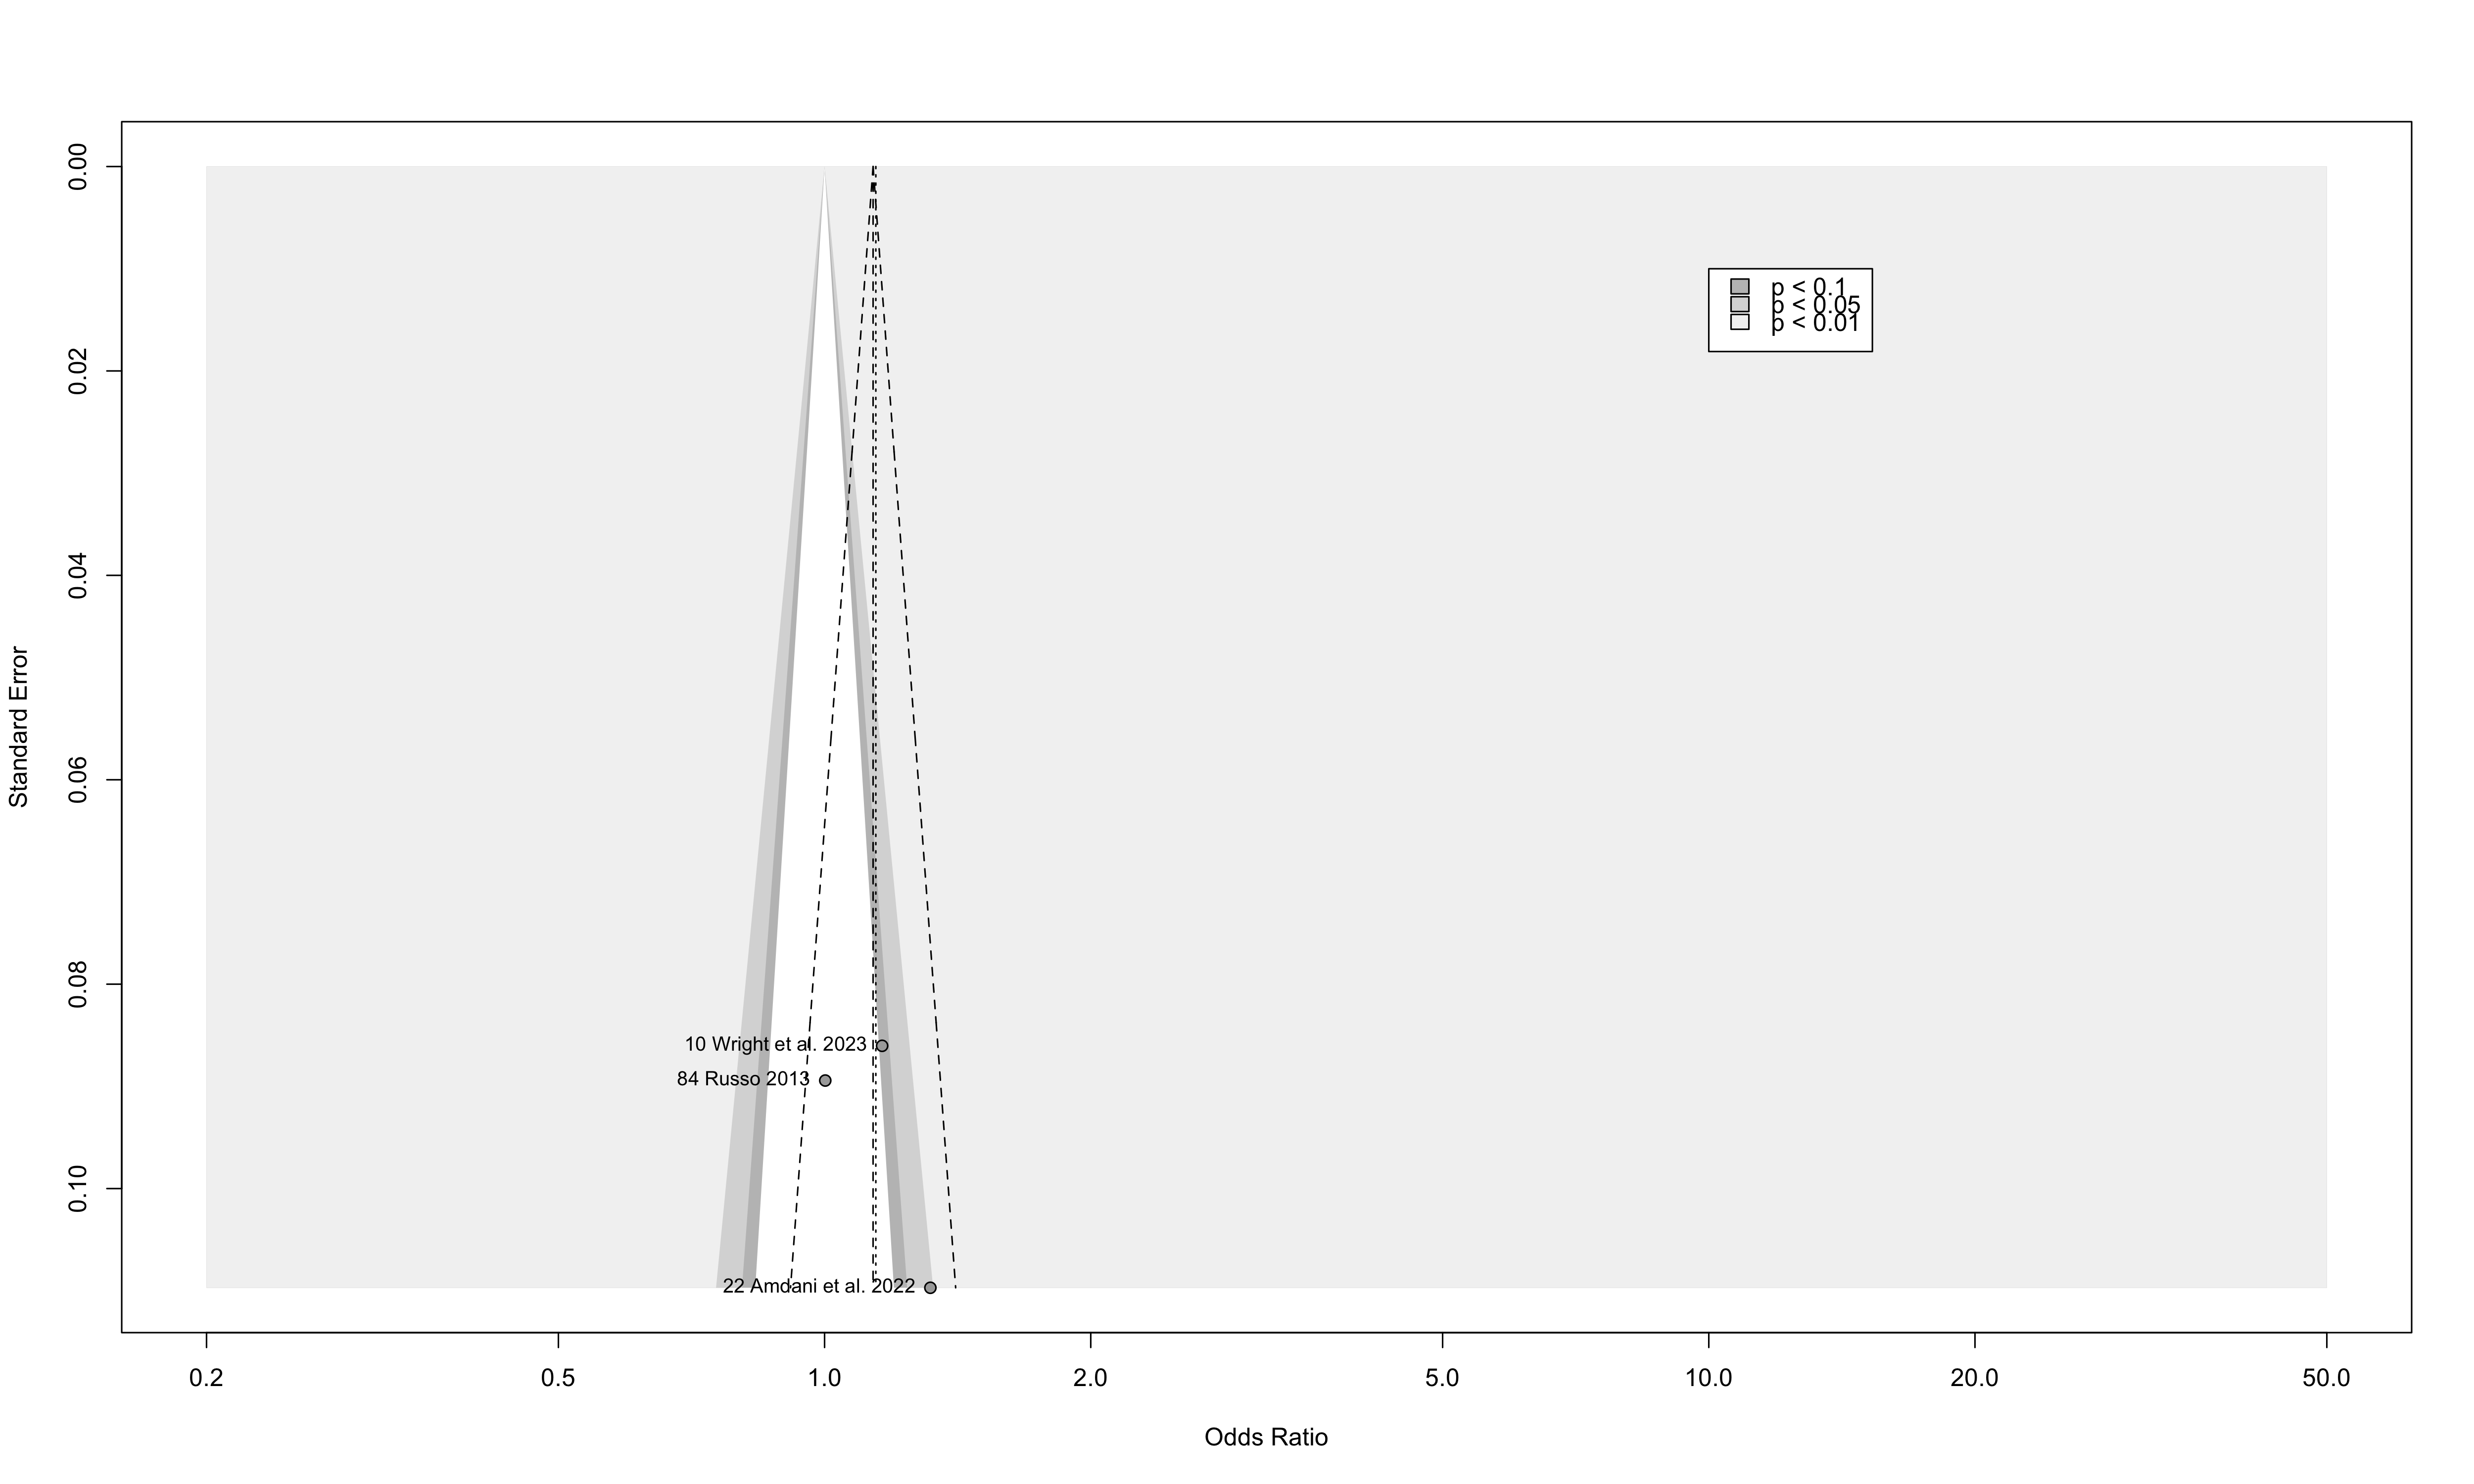 0.00
0.02
0.04
0.06
0.08
0.10
Standard Error
p < 0.1
p < 0.05
p < 0.01
10 Wright et al. 2023
84 Russo 2013
22 Amdani et al. 2022
0.2 0.5 1.0 2.0 5.0 10.0 20.0 50.0
Odds Ratio